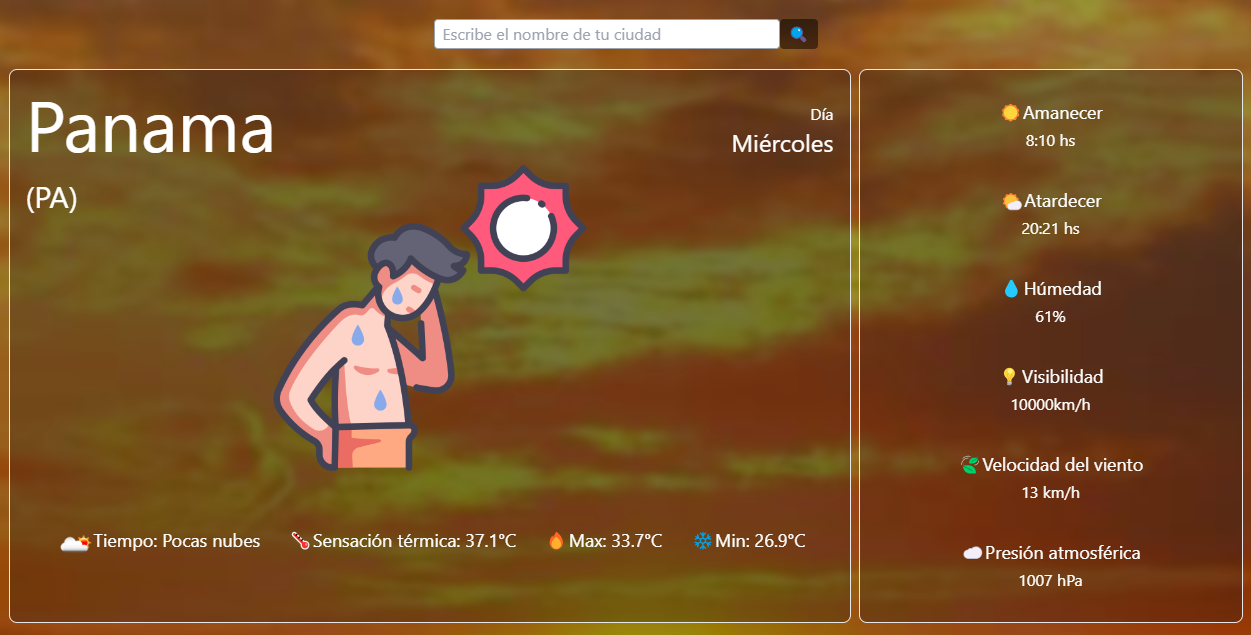 Escribe el nombre de tu ciudad
Panama
(PA)
Día
Miércoles
Tiempo: Pocas nubes
Sensación térmica: 37.1°C
Max: 33.7°C
Min: 26.9°C
Amanecer
8:10 hs
Atardecer
20:21 hs
Húmedad
61%
Visibilidad
10000km/h
Velocidad del viento
13 km/h
Presión atmosférica
1007 hPa